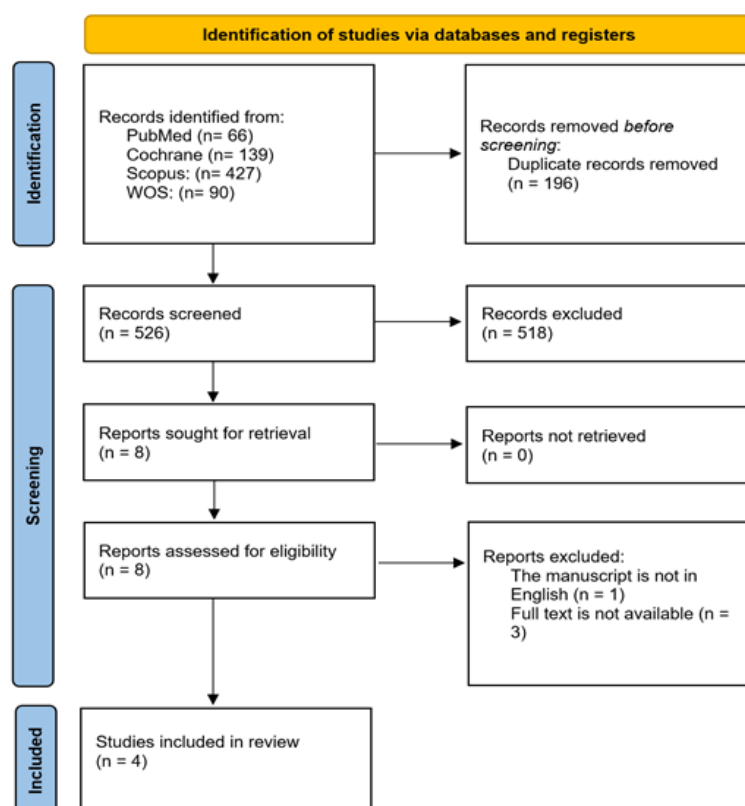 Identification of studies via databases and registers
Identification
Records identified from:
PubMed (n= 66)
Cochrane (n= 139)
Scopus: (n= 427)
WOS: (n= 90)
Records removed before
screening:
Duplicate records removed
(n = 196)
Screening
Records screened
(n = 526)
Records excluded
(n = 518)
Reports sought for retrieval
(n = 8)
Reports not retrieved
(n = 0)
Reports assessed for eligibility
(n = 8)
Reports excluded:
The manuscript is not in
English (n = 1)
Full text is not available (n =
3)
Included
Studies included in review
(n = 4)